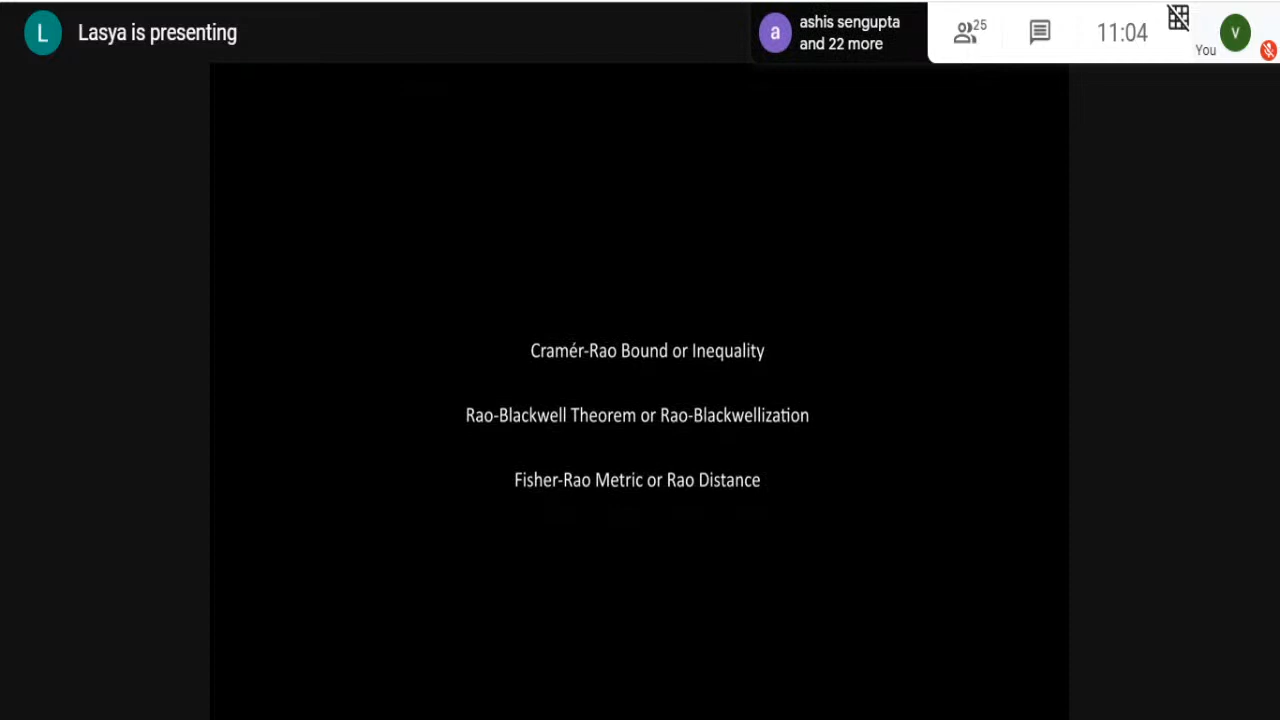 L
Lasya is presenting
a
ashis sengupta
and 22 more
25
11:04
You
V
Cramér-Rao Bound or Inequality
Rao-Blackwell Theorem or Rao-Blackwellization
Fisher-Rao Metric or Rao Distance